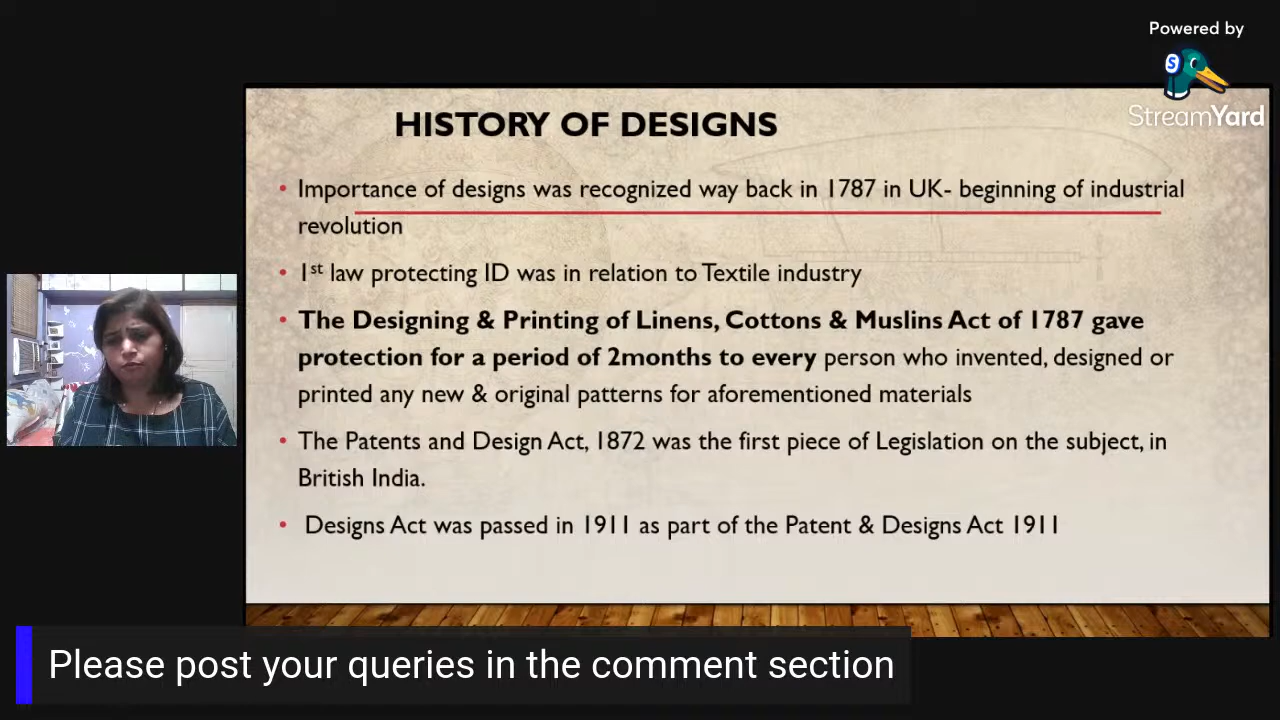 Powered by
StreamYard
HISTORY OF DESIGNS
• Importance of designs was recognized way back in 1787 in UK- beginning of industrial
revolution
• 1st law protecting ID was in relation to Textile industry
• The Designing & Printing of Linens, Cottons & Muslins Act of 1787 gave
protection for a period of 2months to every person who invented, designed or
printed any new & original patterns for aforementioned materials
• The Patents and Design Act, 1872 was the first piece of Legislation on the subject, in
British India.
• Designs Act was passed in 1911 as part of the Patent & Designs Act 1911
Please post your queries in the comment section